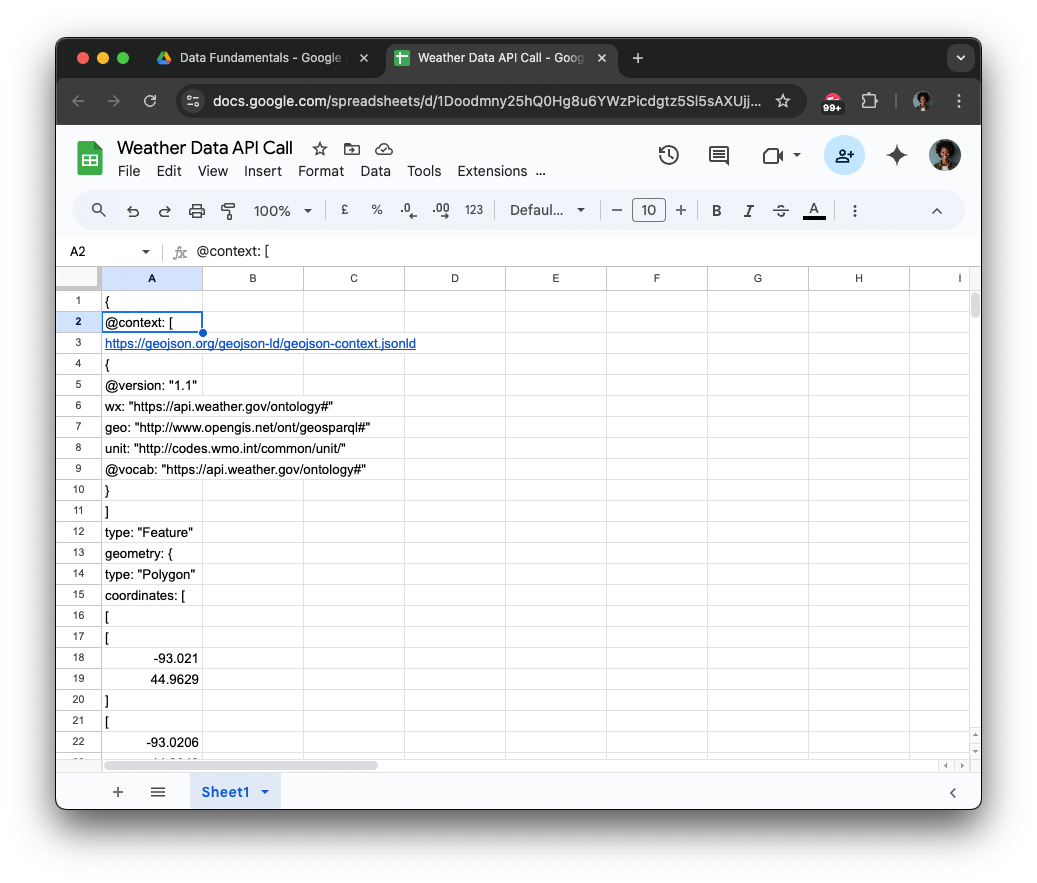 Data Fundamentals - Google
Weather Data API Call - Goog
docs.google.com/spreadsheets/d/1Doodmny25hQ0Hg8u6YWzPicdgtz5Sl5sAXUjj...
99+
Weather Data API Call
File Edit View Insert Format Data Tools Extensions ...
100% £ % .0 .00 123 Defaul... 10 B I S A
A2 fx @context: [
A B C D E F G H I
1 {
2 @context: [
3 https://geojson.org/geojson-ld/geojson-context.jsonld
4 {
5 @version: "1.1"
6 wx: "https://api.weather.gov/ontology#"
7 geo: "http://www.opengis.net/ont/geosparql#"
8 unit: "http://codes.wmo.int/common/unit/"
9 @vocab: "https://api.weather.gov/ontology#"
10 }
11 ]
12 type: "Feature"
13 geometry: {
14 type: "Polygon"
15 coordinates: [
16 [
17 [
18 -93.021
19 44.9629
20 ]
21 [
22 -93.0206
Sheet1